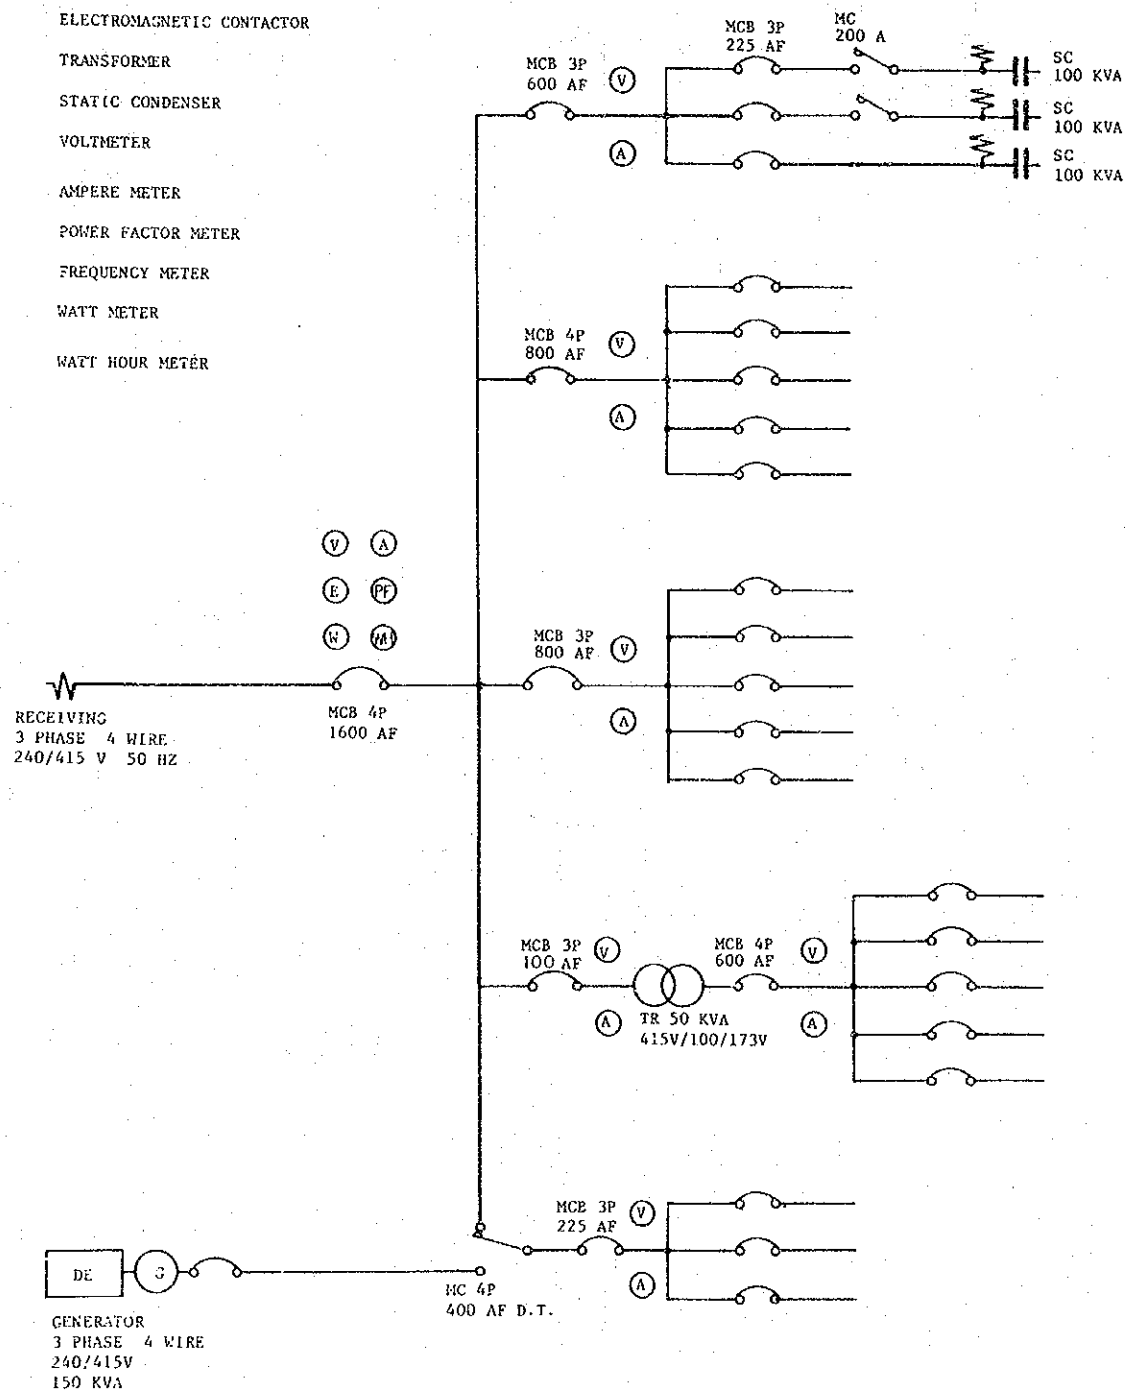 ELECTROMAGNETIC CONTACTOR
TRANSFORMER
STATIC CONDENSER
VOLTMETER
AMPERE METER
POWER FACTOR METER
FREQUENCY METER
WATT METER
WATT HOUR METER
MCB 3P
600 AF
V
A
MCB 3P
225 AF
MC
200 A
SC
100 KVA
SC
100 KVA
SC
100 KVA
MCB 4P
800 AF
V
A
V A
E PF
W
MCB 4P
1600 AF
RECEIVING
3 PHASE 4 WIRE
240/415 V 50 HZ
MCB 3P
800 AF
V
A
MCB 3P
100 AF
V
A
TR 50 KVA
415V/100/173V
MCB 4P
600 AF
V
A
MCB 3P
225 AF
V
A
MC 4P
400 AF D.T.
DE
G
GENERATOR
3 PHASE 4 WIRE
240/415V
150 KVA